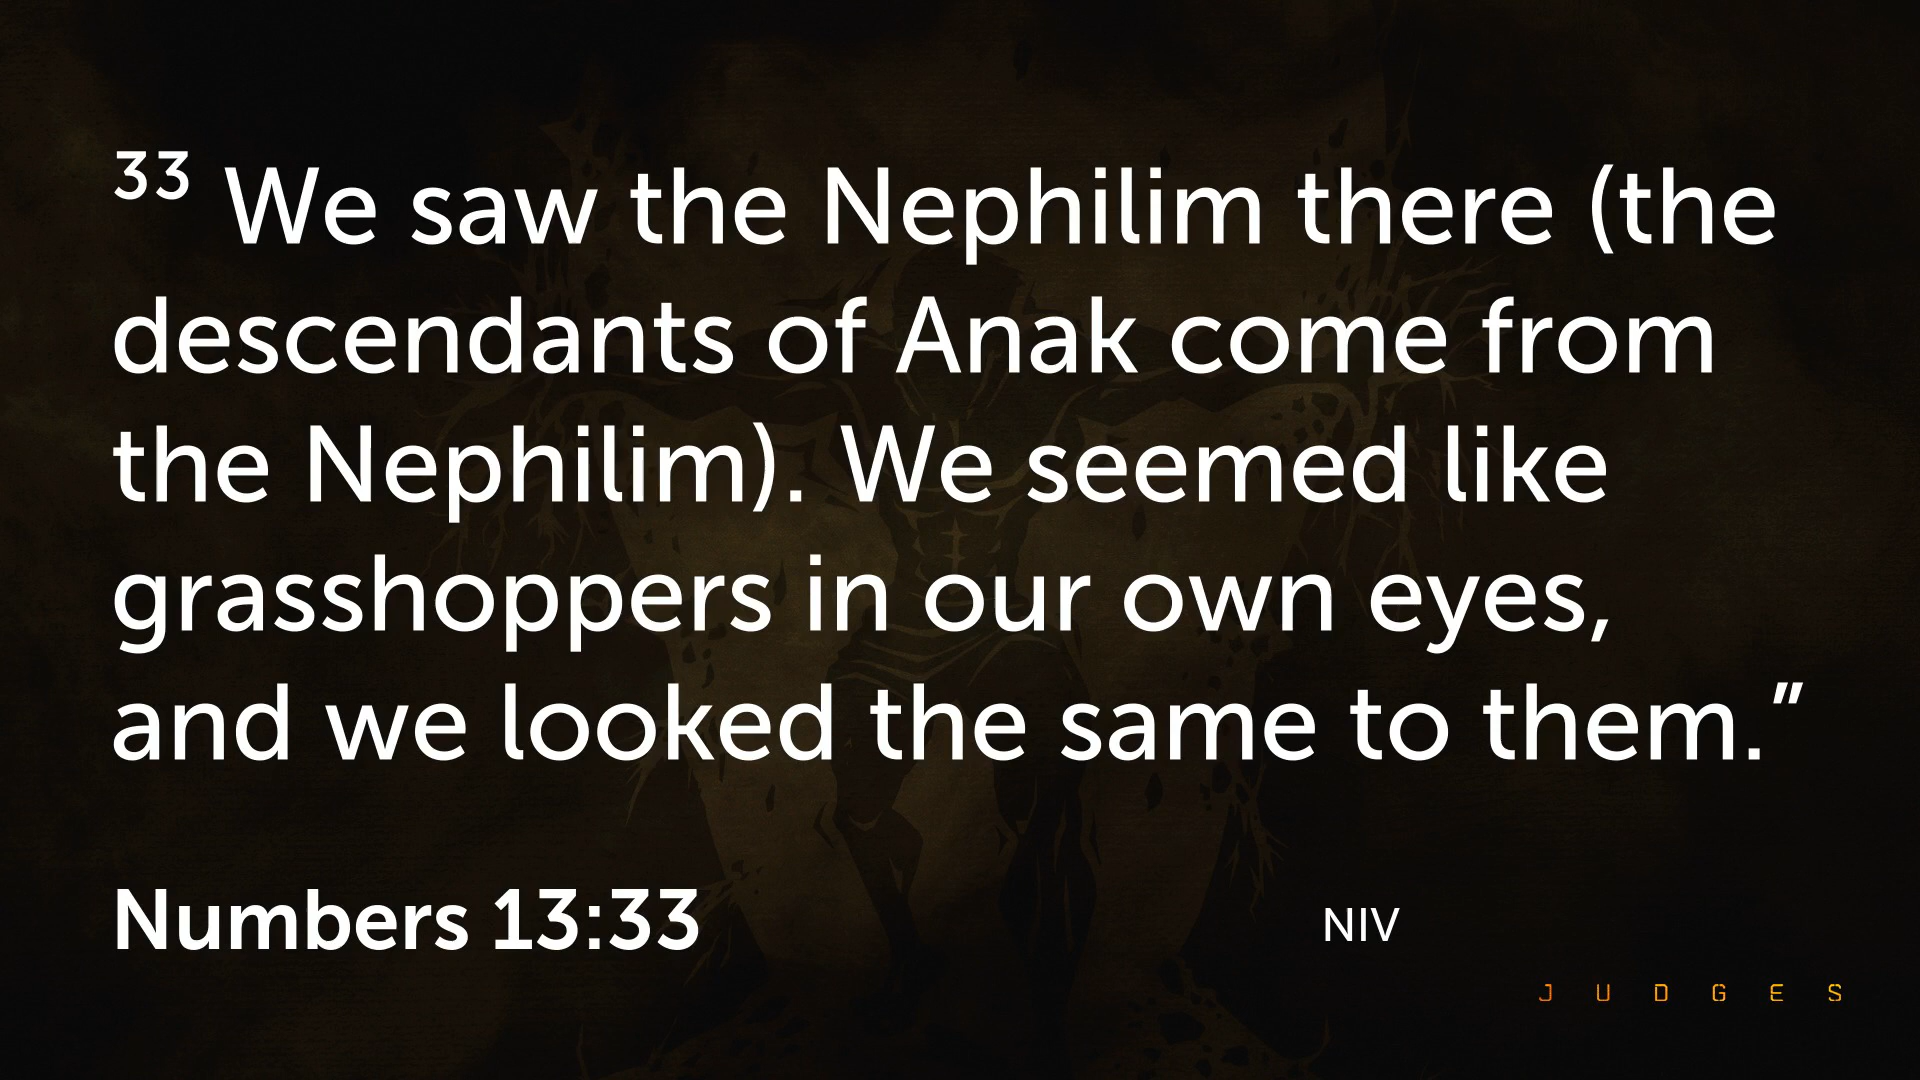 33 We saw the Nephilim there (the
descendants of Anak come from
the Nephilim). We seemed like
grasshoppers in our own eyes,
and we looked the same to them.”
Numbers 13:33
NIV
JUDGES